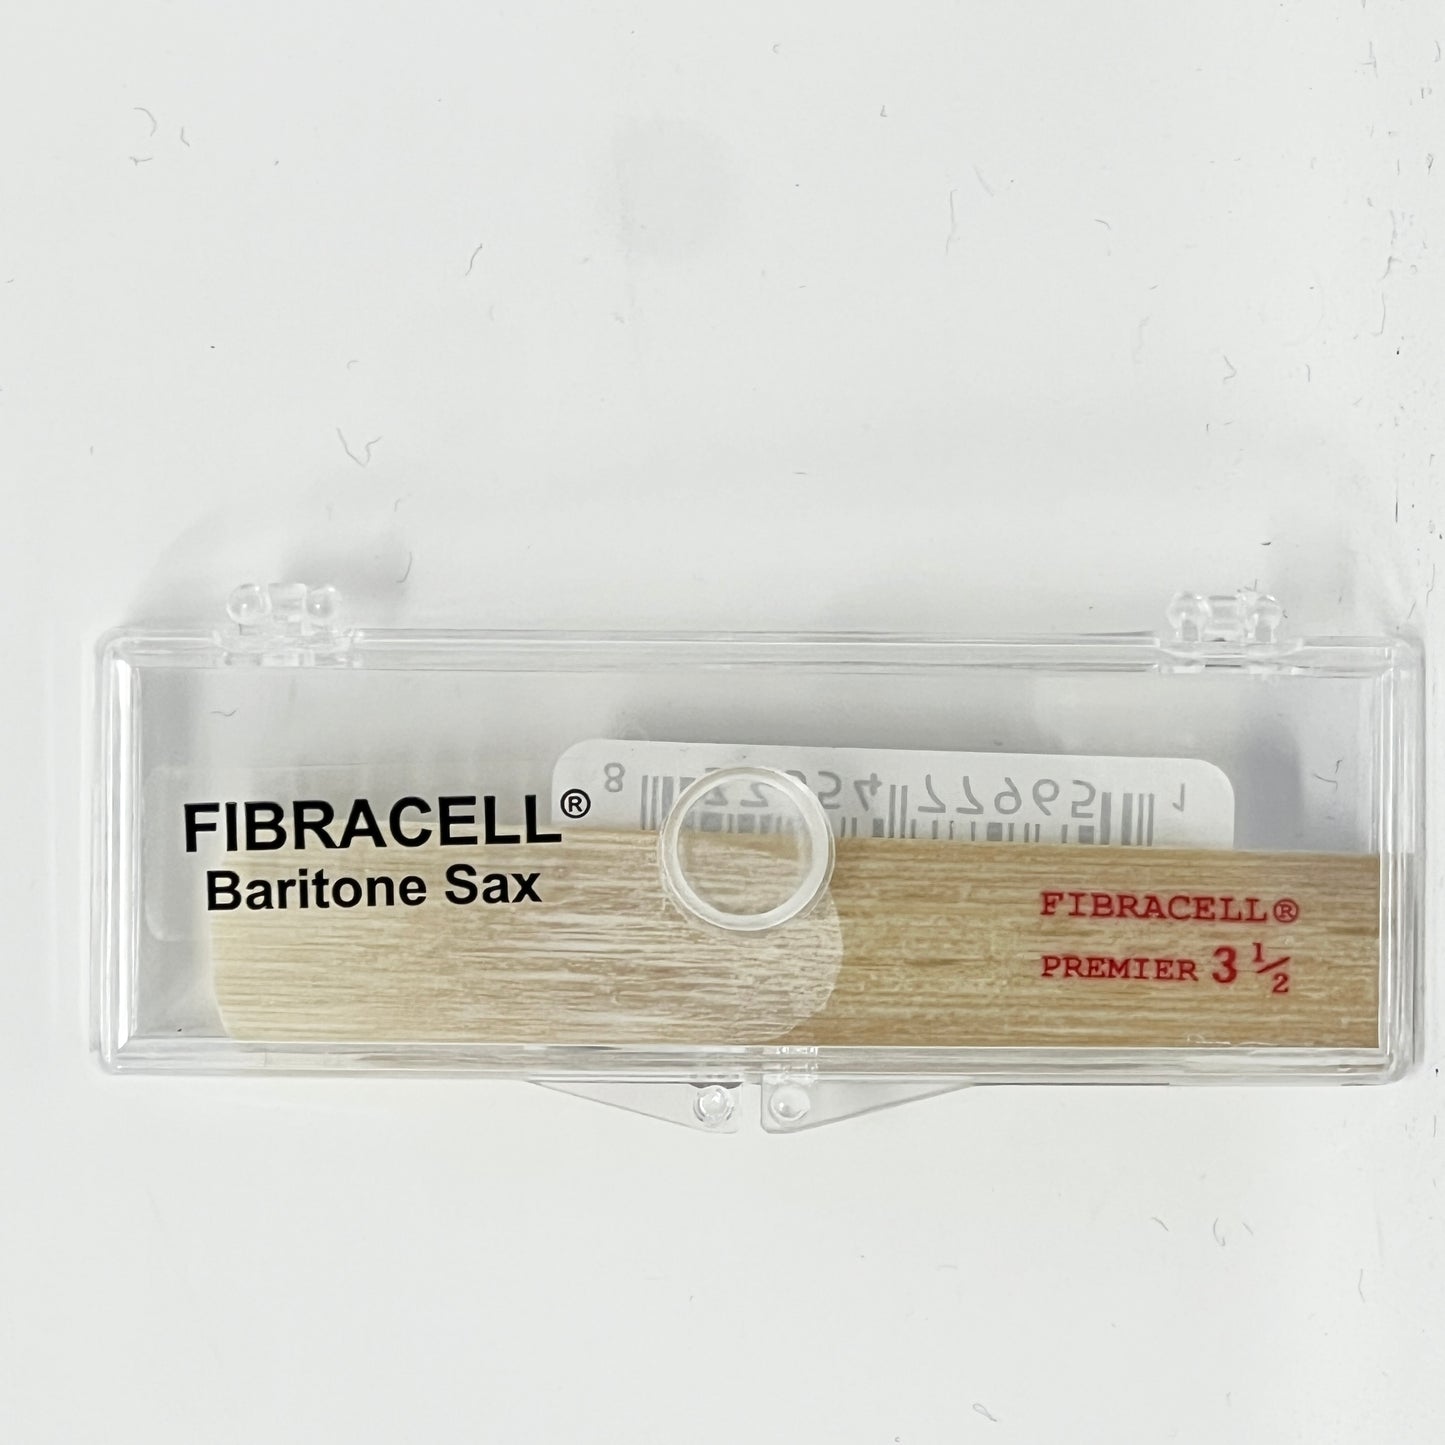 FIBRACELL®
Baritone Sax
FIBRACELL®
PREMIER 3 ½